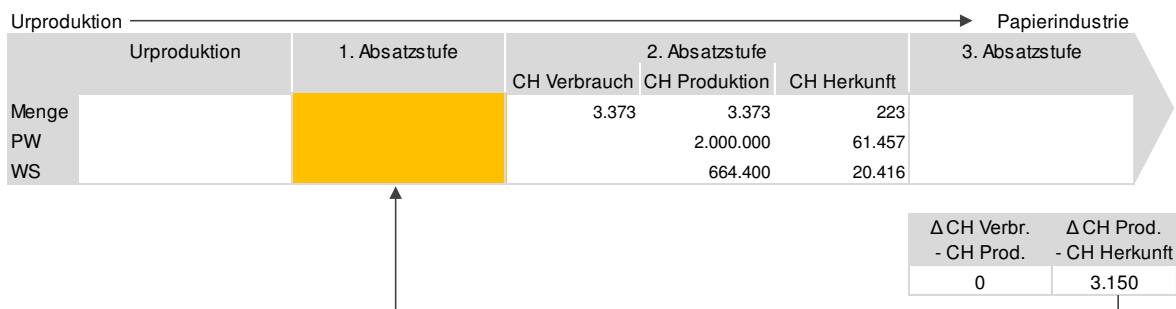 Urproduktion Papierindustrie
Urproduktion 1. Absatzstufe 2. Absatzstufe 3. Absatzstufe
CH Verbrauch CH Produktion CH Herkunft
Menge 3.373 3.373 223
PW 2.000.000 61.457
WS 664.400 20.416
Δ CH Verbr. Δ CH Prod.
- CH Prod. - CH Herkunft
0 3.150